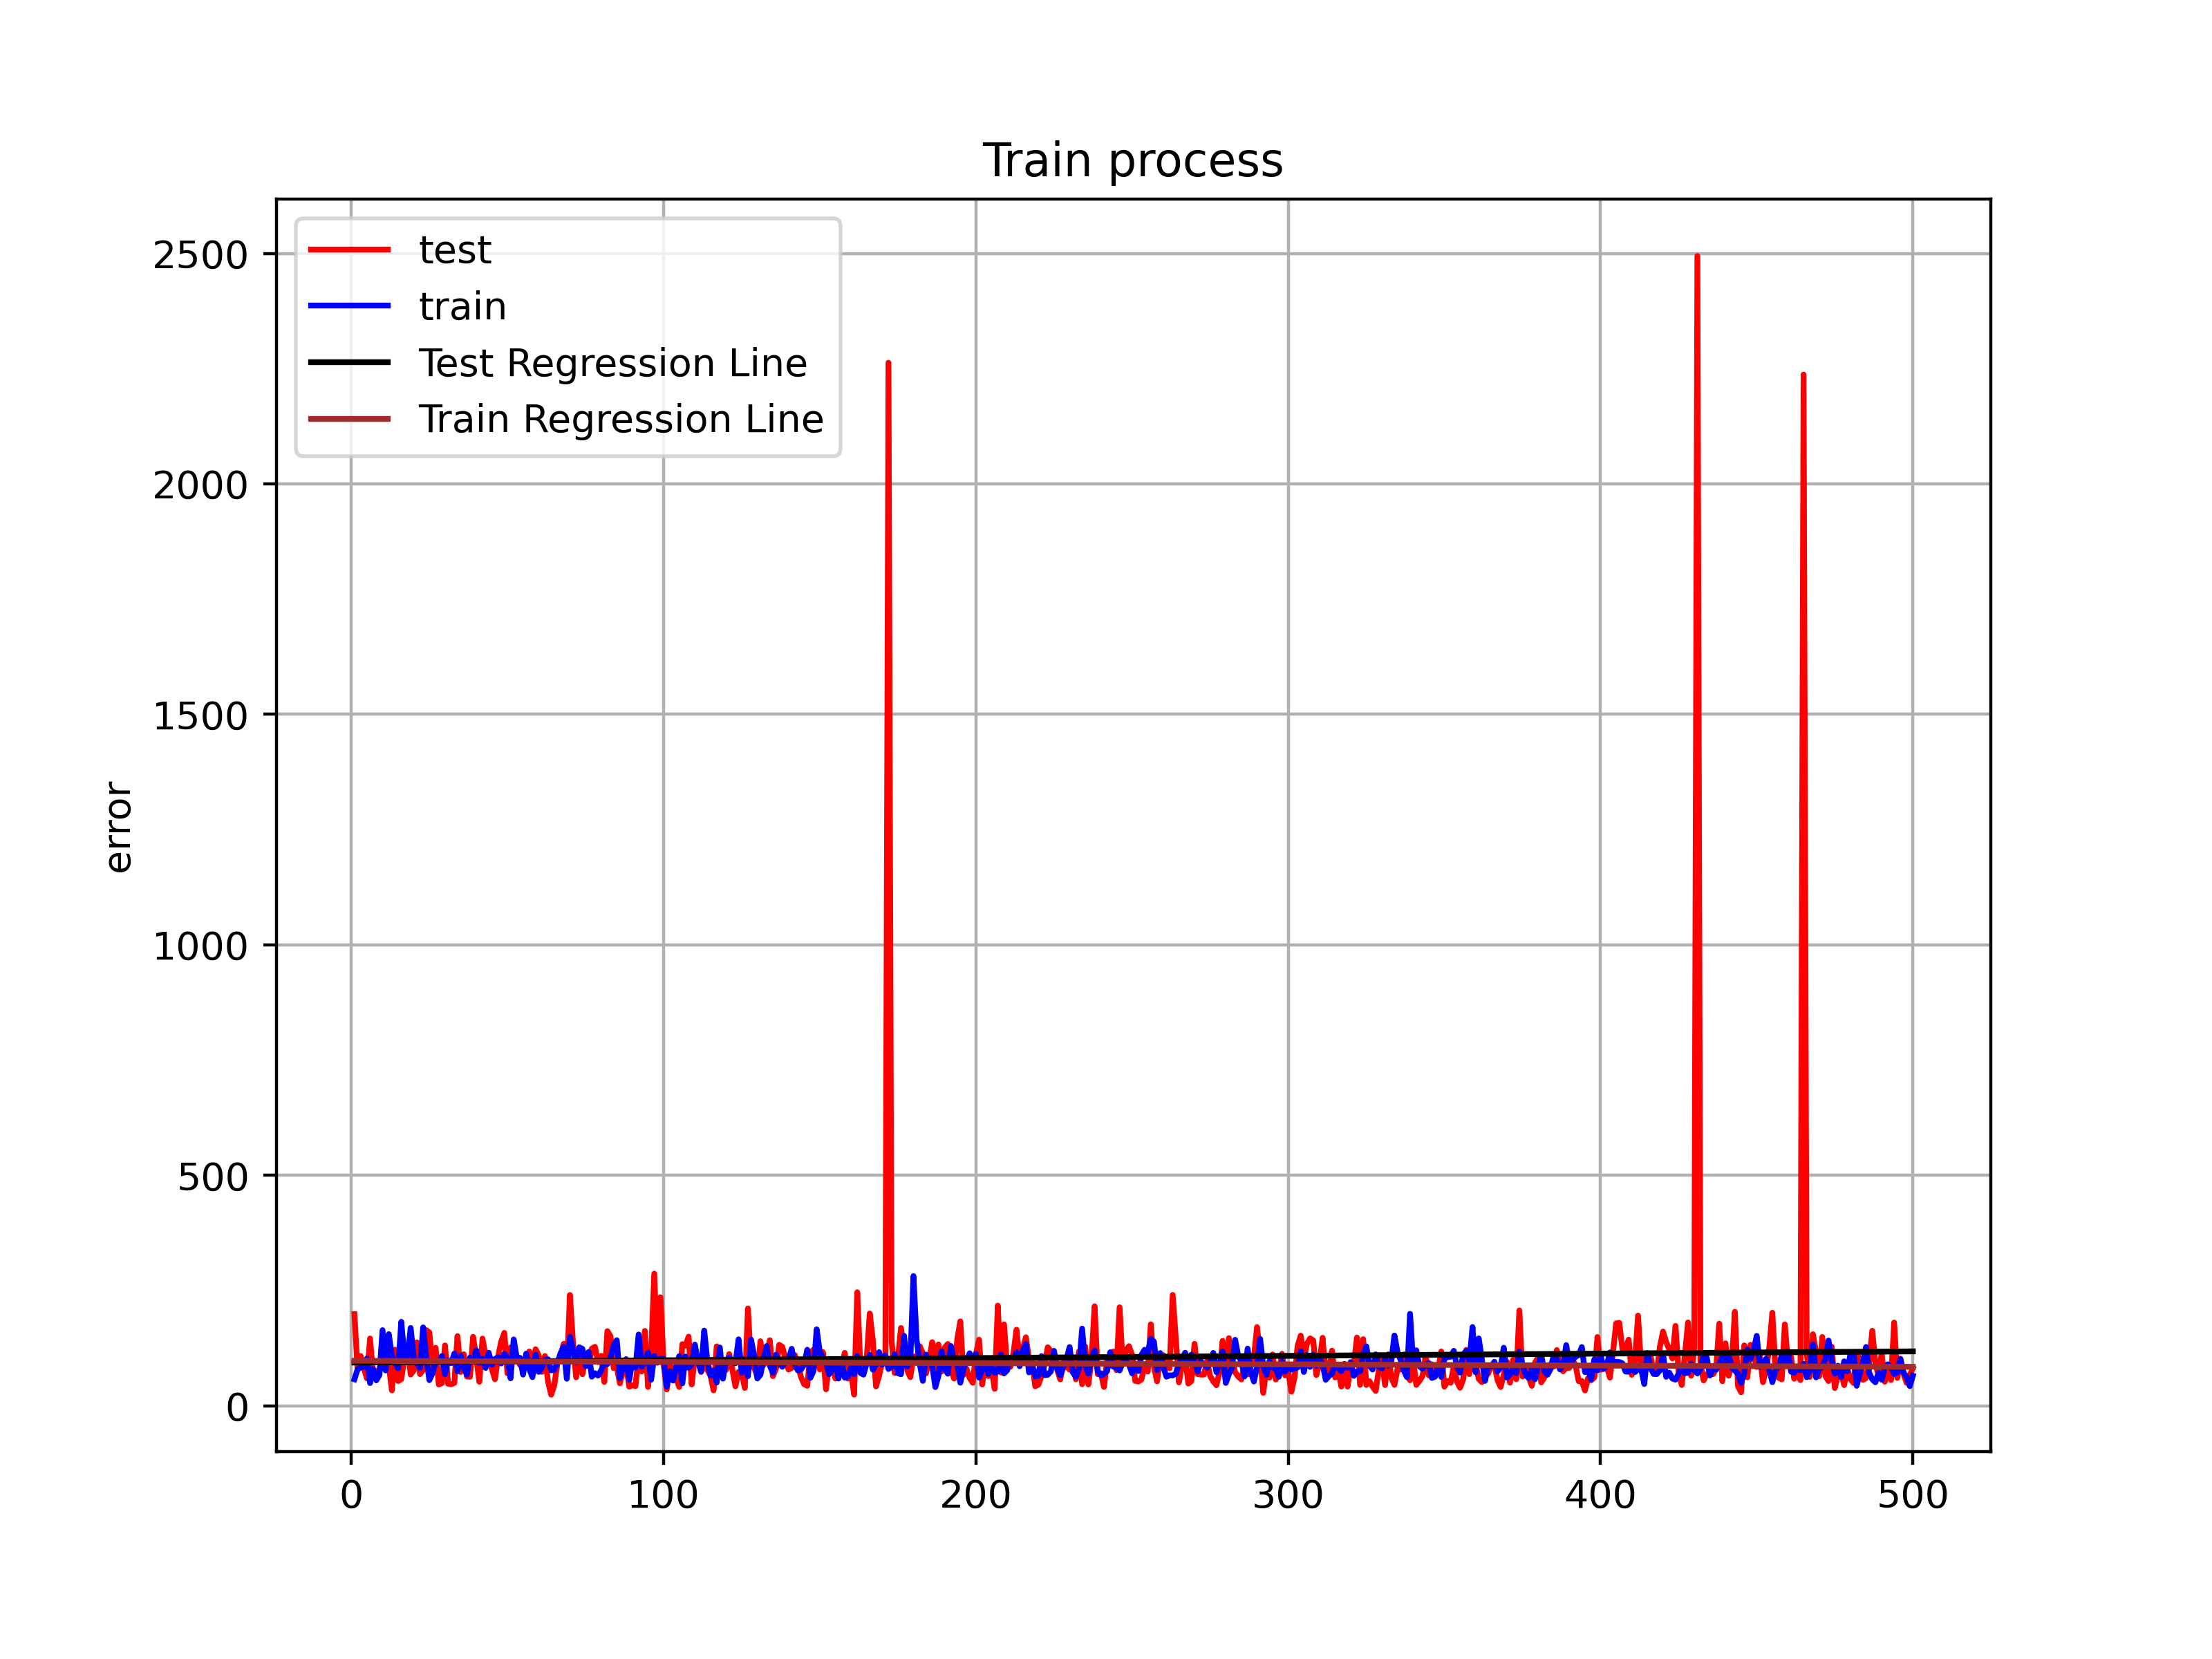 Train process
test
train
Test Regression Line
Train Regression Line
2500
2000
1500
1000
500
0
error
0 100 200 300 400 500